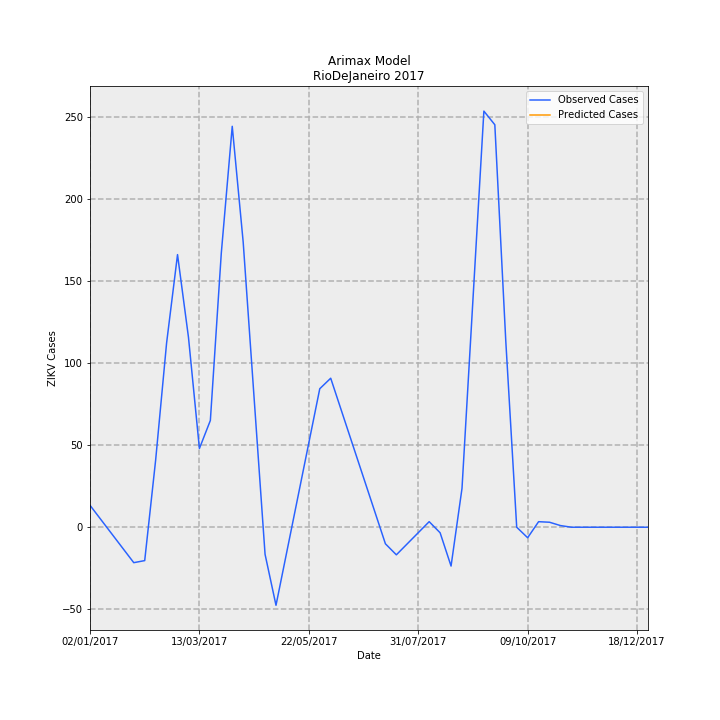 Arimax Model
RioDeJaneiro 2017
Observed Cases
Predicted Cases
250
200
150
100
50
0
−50
ZIKV Cases
02/01/2017 13/03/2017 22/05/2017 31/07/2017 09/10/2017 18/12/2017
Date